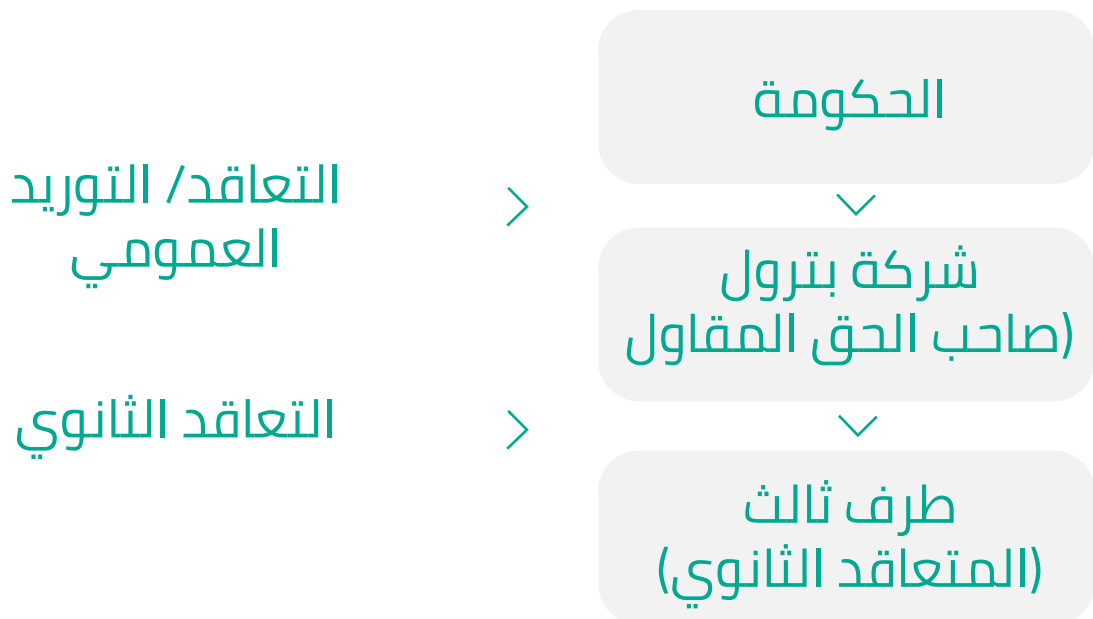 الحكومة
التعاقد/ التوريد
العمومي
شركة بترول
(صاحب الحق المقاول
التعاقد الثانوي
طرف ثالث
(المتعاقد الثانوي)